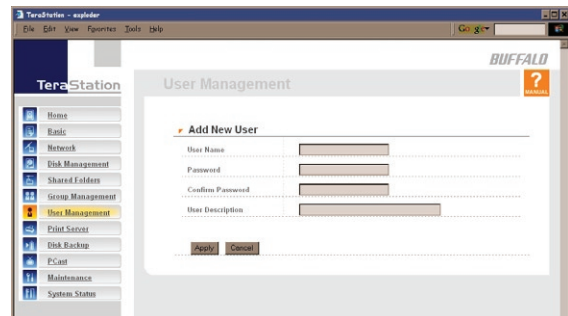 TeraStation - exploder
File Edit View Favorites Tools Help
Google
BUFFALO
TeraStation
User Management
?
MANUAL
Home
Basic
Network
Disk Management
Shared Folders
Group Management
User Management
Print Server
Disk Backup
PCast
Maintenance
System Status
Add New User
User Name
Password
Confirm Password
User Description
Apply Cancel